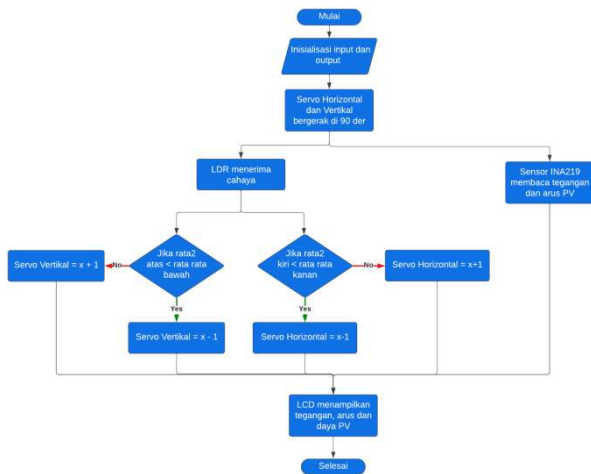 Mulai
Inisialisasi input dan
output
Servo Horizontal
dan Vertikal
bergerak di 90 der
LDR menerima
cahaya
Sensor INA219
membaca tegangan
dan arus PV
Servo Vertikal = x + 1
No
Jika rata2
atas < rata rata
bawah
Jika rata2
kiri < rata rata
kanan
No
Servo Horizontal = x+1
Yes
Yes
Servo Vertikal = x - 1
Servo Horizontal = x-1
LCD menampilkan
tegangan, arus dan
daya PV
Selesai